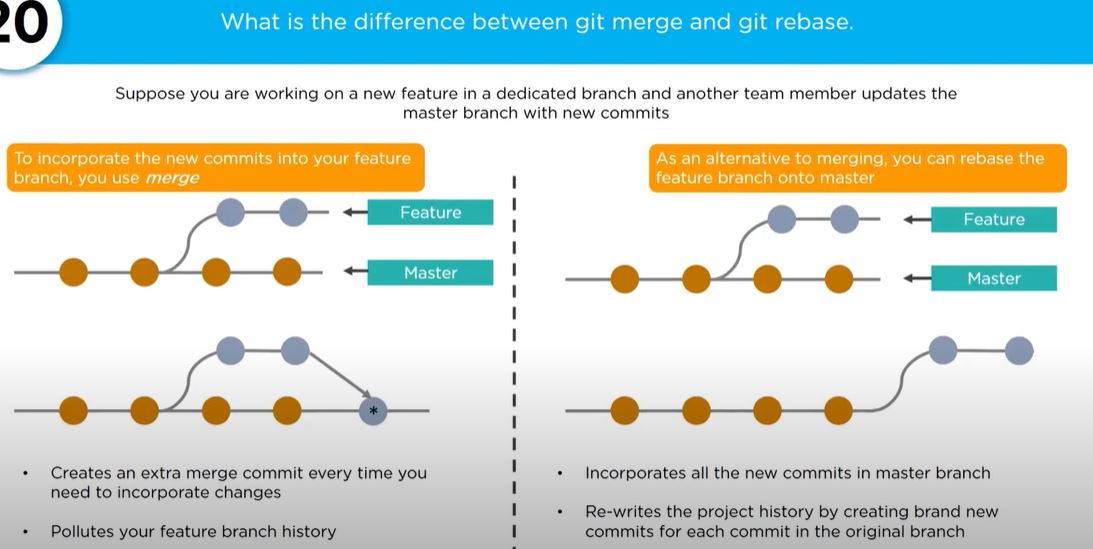 20
What is the difference between git merge and git rebase.
Suppose you are working on a new feature in a dedicated branch and another team member updates the
master branch with new commits
To incorporate the new commits into your feature
branch, you use merge
Feature
Master
*
• Creates an extra merge commit every time you
need to incorporate changes
• Pollutes your feature branch history
As an alternative to merging, you can rebase the
feature branch onto master
Feature
Master
• Incorporates all the new commits in master branch
• Re-writes the project history by creating brand new
commits for each commit in the original branch